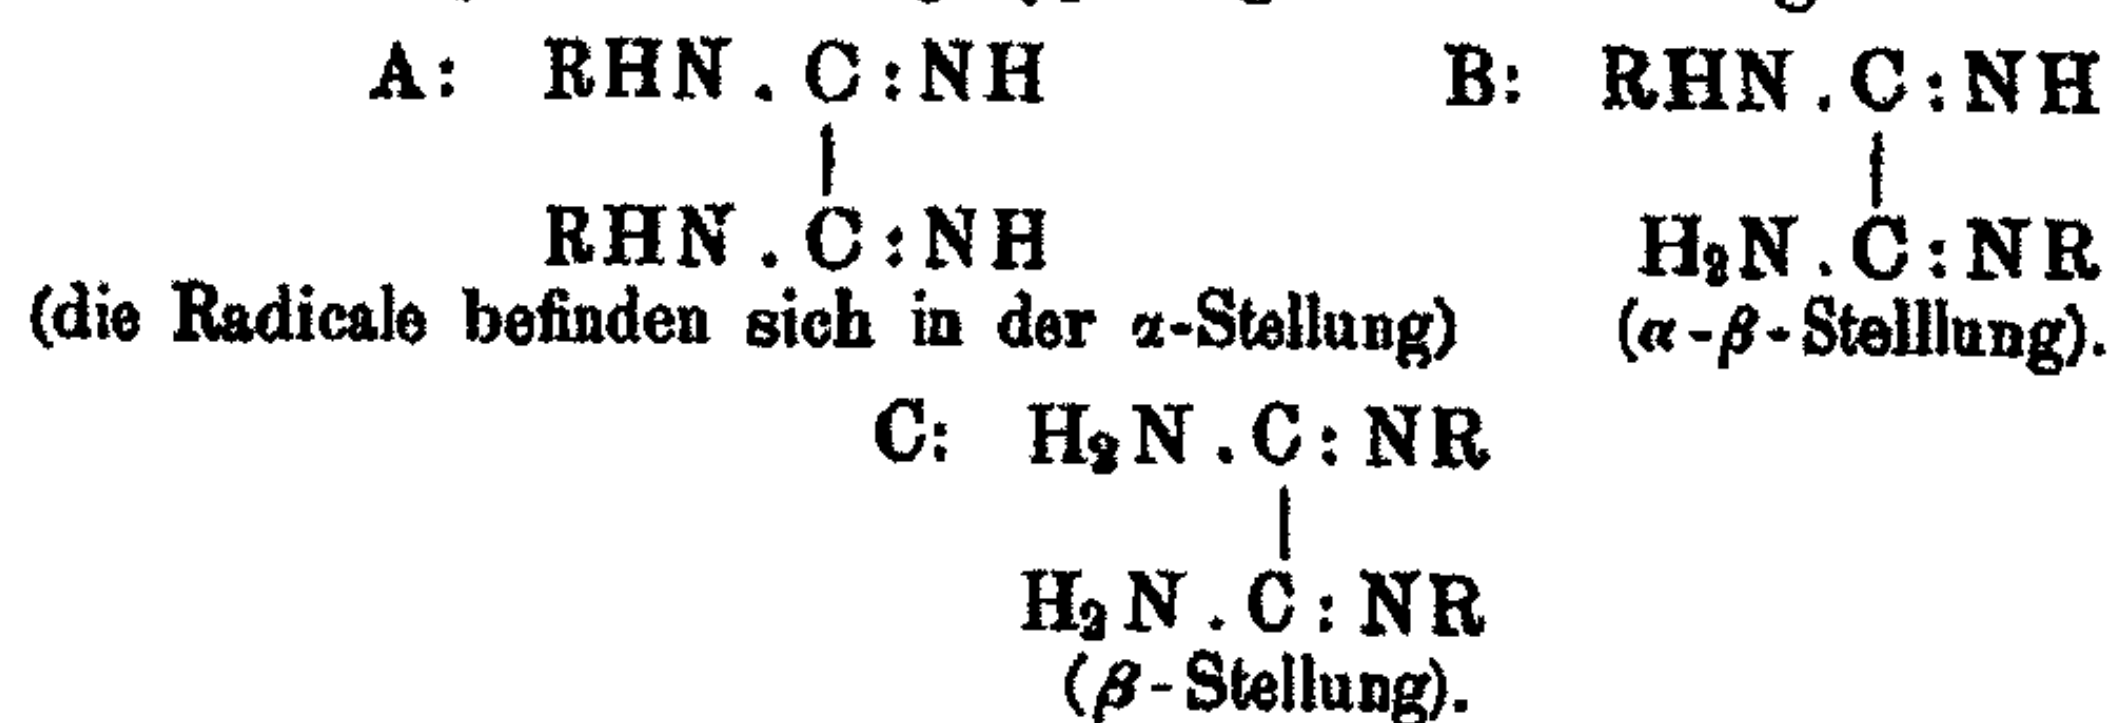 A: RHN . C : NH B: RHN . C : NH
RHN . C : NH H₂N . C : NR
(die Radicale befinden sich in der α-Stellung) (α-β-Stelllung).
C: H₂N . C : NR
H₂N . C : NR
(β-Stellung).